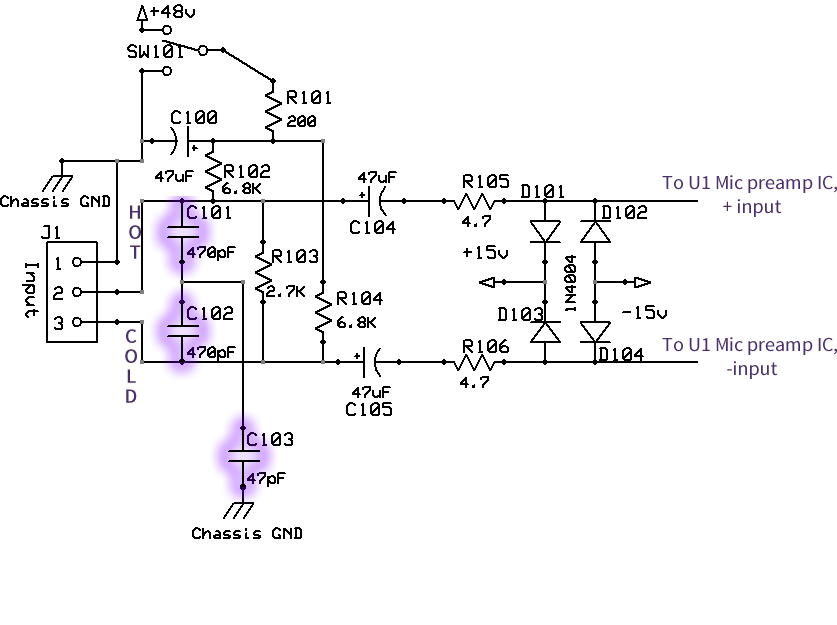 +48v
SW101
R101
200
C100
+
47uF
R102
6.8K
Chassis GND
HOT
C101
470pF
J1
Input
1
2
3
R103
2.7K
C102
470pF
COLD
R104
6.8K
47uF
+
C104
R105
4.7
D101
D102
To U1 Mic preamp IC,
+ input
+15v
1N4004
-15v
D103
D104
+
47uF
C105
R106
4.7
To U1 Mic preamp IC,
-input
C103
47pF
Chassis GND